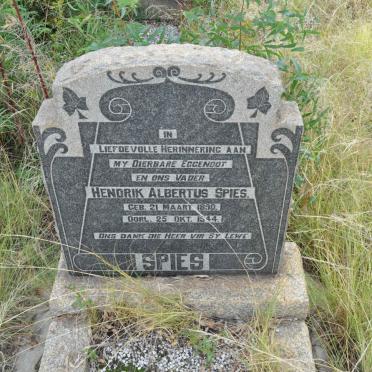 IN
LIEFDEVOLLE HERINNERING AAN
MY DIERBARE EGGENOOT
EN ONS VADER
HENDRIK ALBERTUS SPIES.
GEB. 21 MAART 1890.
OORL. 25 OKT. 1944.
ONS DANK DIE HEER VIR SY LEWE
SPIES